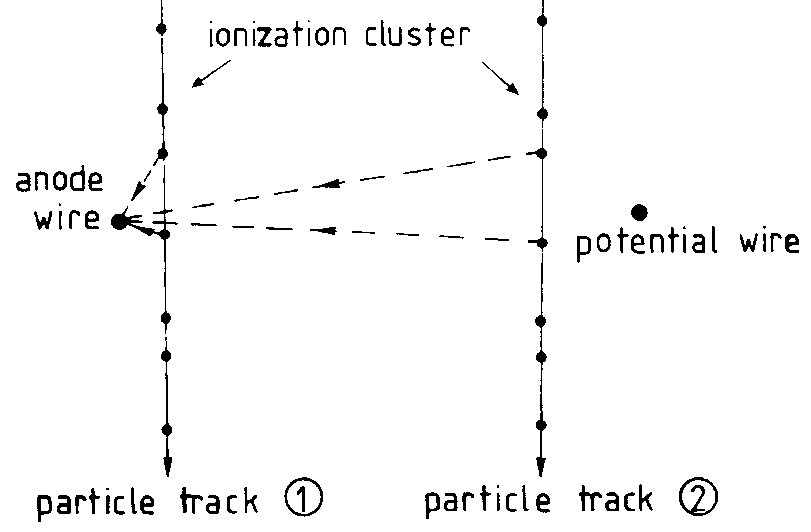 ionization cluster
anode
wire
potential wire
particle track ①
particle track ②